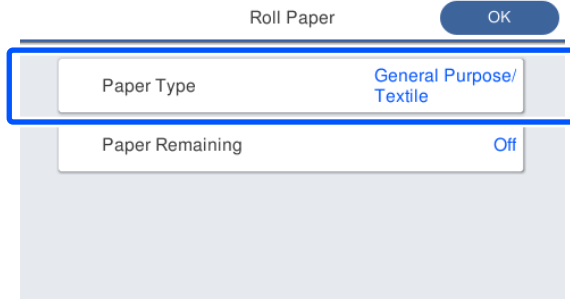 Roll Paper OK
Paper Type General Purpose/
Textile
Paper Remaining Off